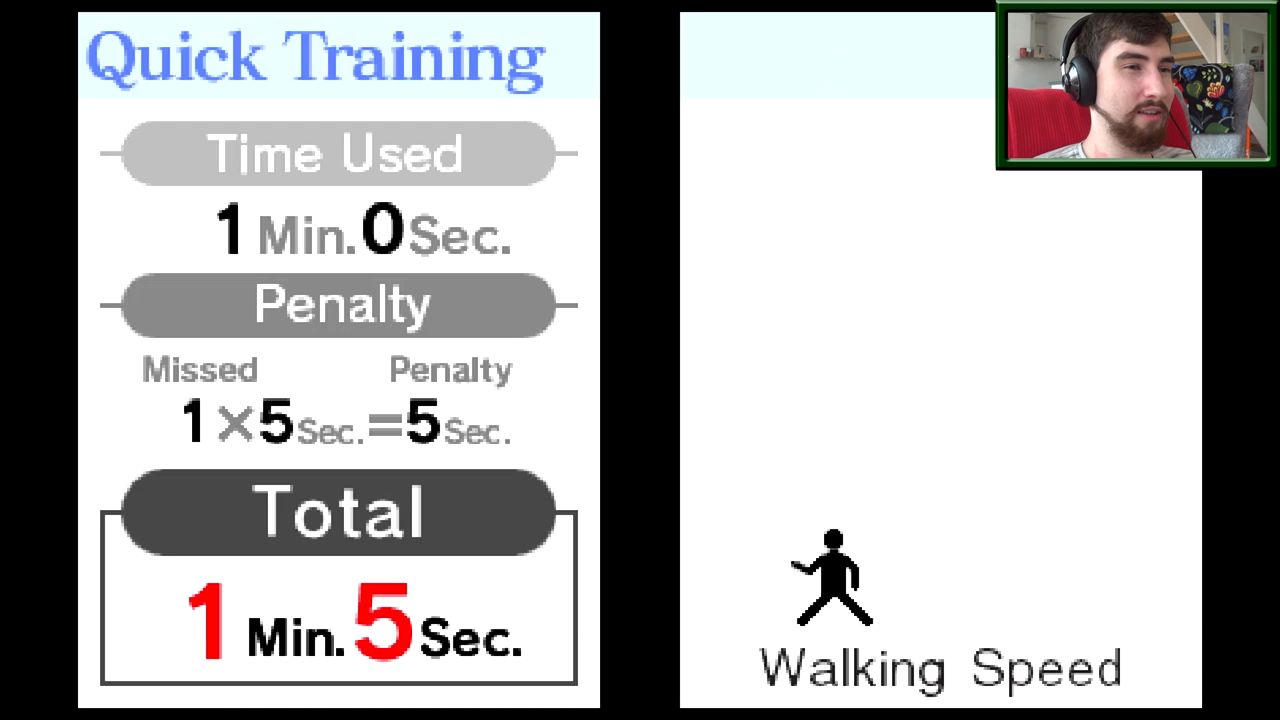 Quick Training
Time Used
1 Min. 0 Sec.
Penalty
Missed Penalty
1 × 5 Sec. = 5 Sec.
Total
1 Min. 5 Sec.
Walking Speed